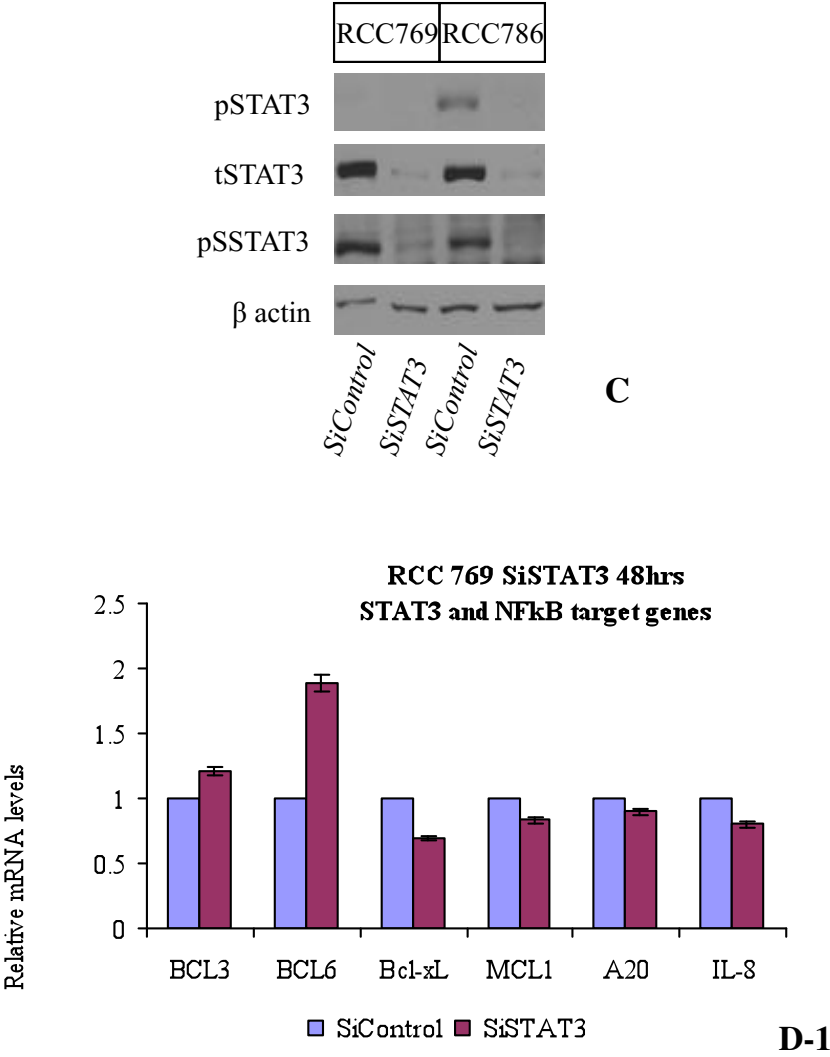 RCC769 RCC786
pSTAT3
tSTAT3
pSSTAT3
β actin
SiControl SiSTAT3 SiControl SiSTAT3
C
RCC 769 SiSTAT3 48hrs
STAT3 and NFkB target genes
Relative mRNA levels
2.5
2
1.5
1
0.5
0
BCL3 BCL6 Bcl-xL MCL1 A20 IL-8
SiControl SiSTAT3
D-1